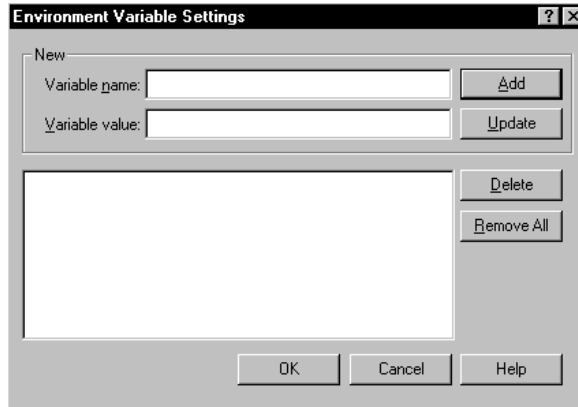 Environment Variable Settings
New
Variable name:
Add
Variable value:
Update
Delete
Remove All
OK Cancel Help